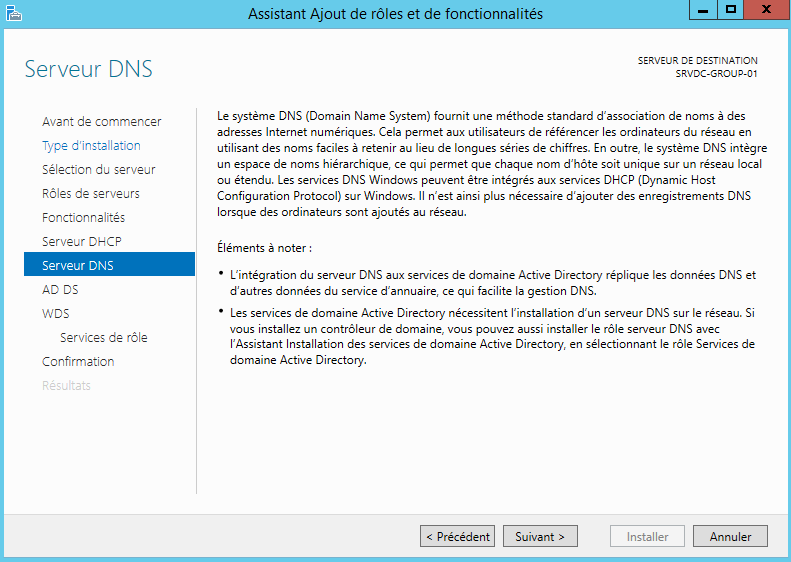 Assistant Ajout de rôles et de fonctionnalités
Serveur DNS
SERVEUR DE DESTINATION
SRVDC-GROUP-01
Avant de commencer
Type d'installation
Sélection du serveur
Rôles de serveurs
Fonctionnalités
Serveur DHCP
Serveur DNS
AD DS
WDS
Services de rôle
Confirmation
Résultats
Le système DNS (Domain Name System) fournit une méthode standard d'association de noms à des
adresses Internet numériques. Cela permet aux utilisateurs de référencer les ordinateurs du réseau en
utilisant des noms faciles à retenir au lieu de longues séries de chiffres. En outre, le système DNS intègre
un espace de noms hiérarchique, ce qui permet que chaque nom d'hôte soit unique sur un réseau local
ou étendu. Les services DNS Windows peuvent être intégrés aux services DHCP (Dynamic Host
Configuration Protocol) sur Windows. Il n'est ainsi plus nécessaire d'ajouter des enregistrements DNS
lorsque des ordinateurs sont ajoutés au réseau.
Éléments à noter :
• L'intégration du serveur DNS aux services de domaine Active Directory réplique les données DNS et
d'autres données du service d'annuaire, ce qui facilite la gestion DNS.
• Les services de domaine Active Directory nécessitent l'installation d'un serveur DNS sur le réseau. Si
vous installez un contrôleur de domaine, vous pouvez aussi installer le rôle serveur DNS avec
l'Assistant Installation des services de domaine Active Directory, en sélectionnant le rôle Services de
domaine Active Directory.
< Précédent
Suivant >
Installer
Annuler